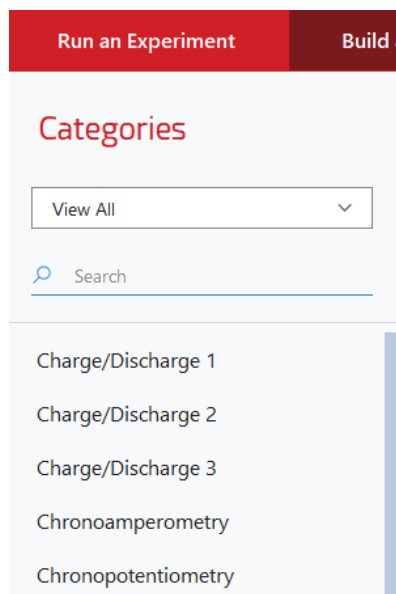 Run an Experiment
Build
Categories
View All
Search
Charge/Discharge 1
Charge/Discharge 2
Charge/Discharge 3
Chronoamperometry
Chronopotentiometry